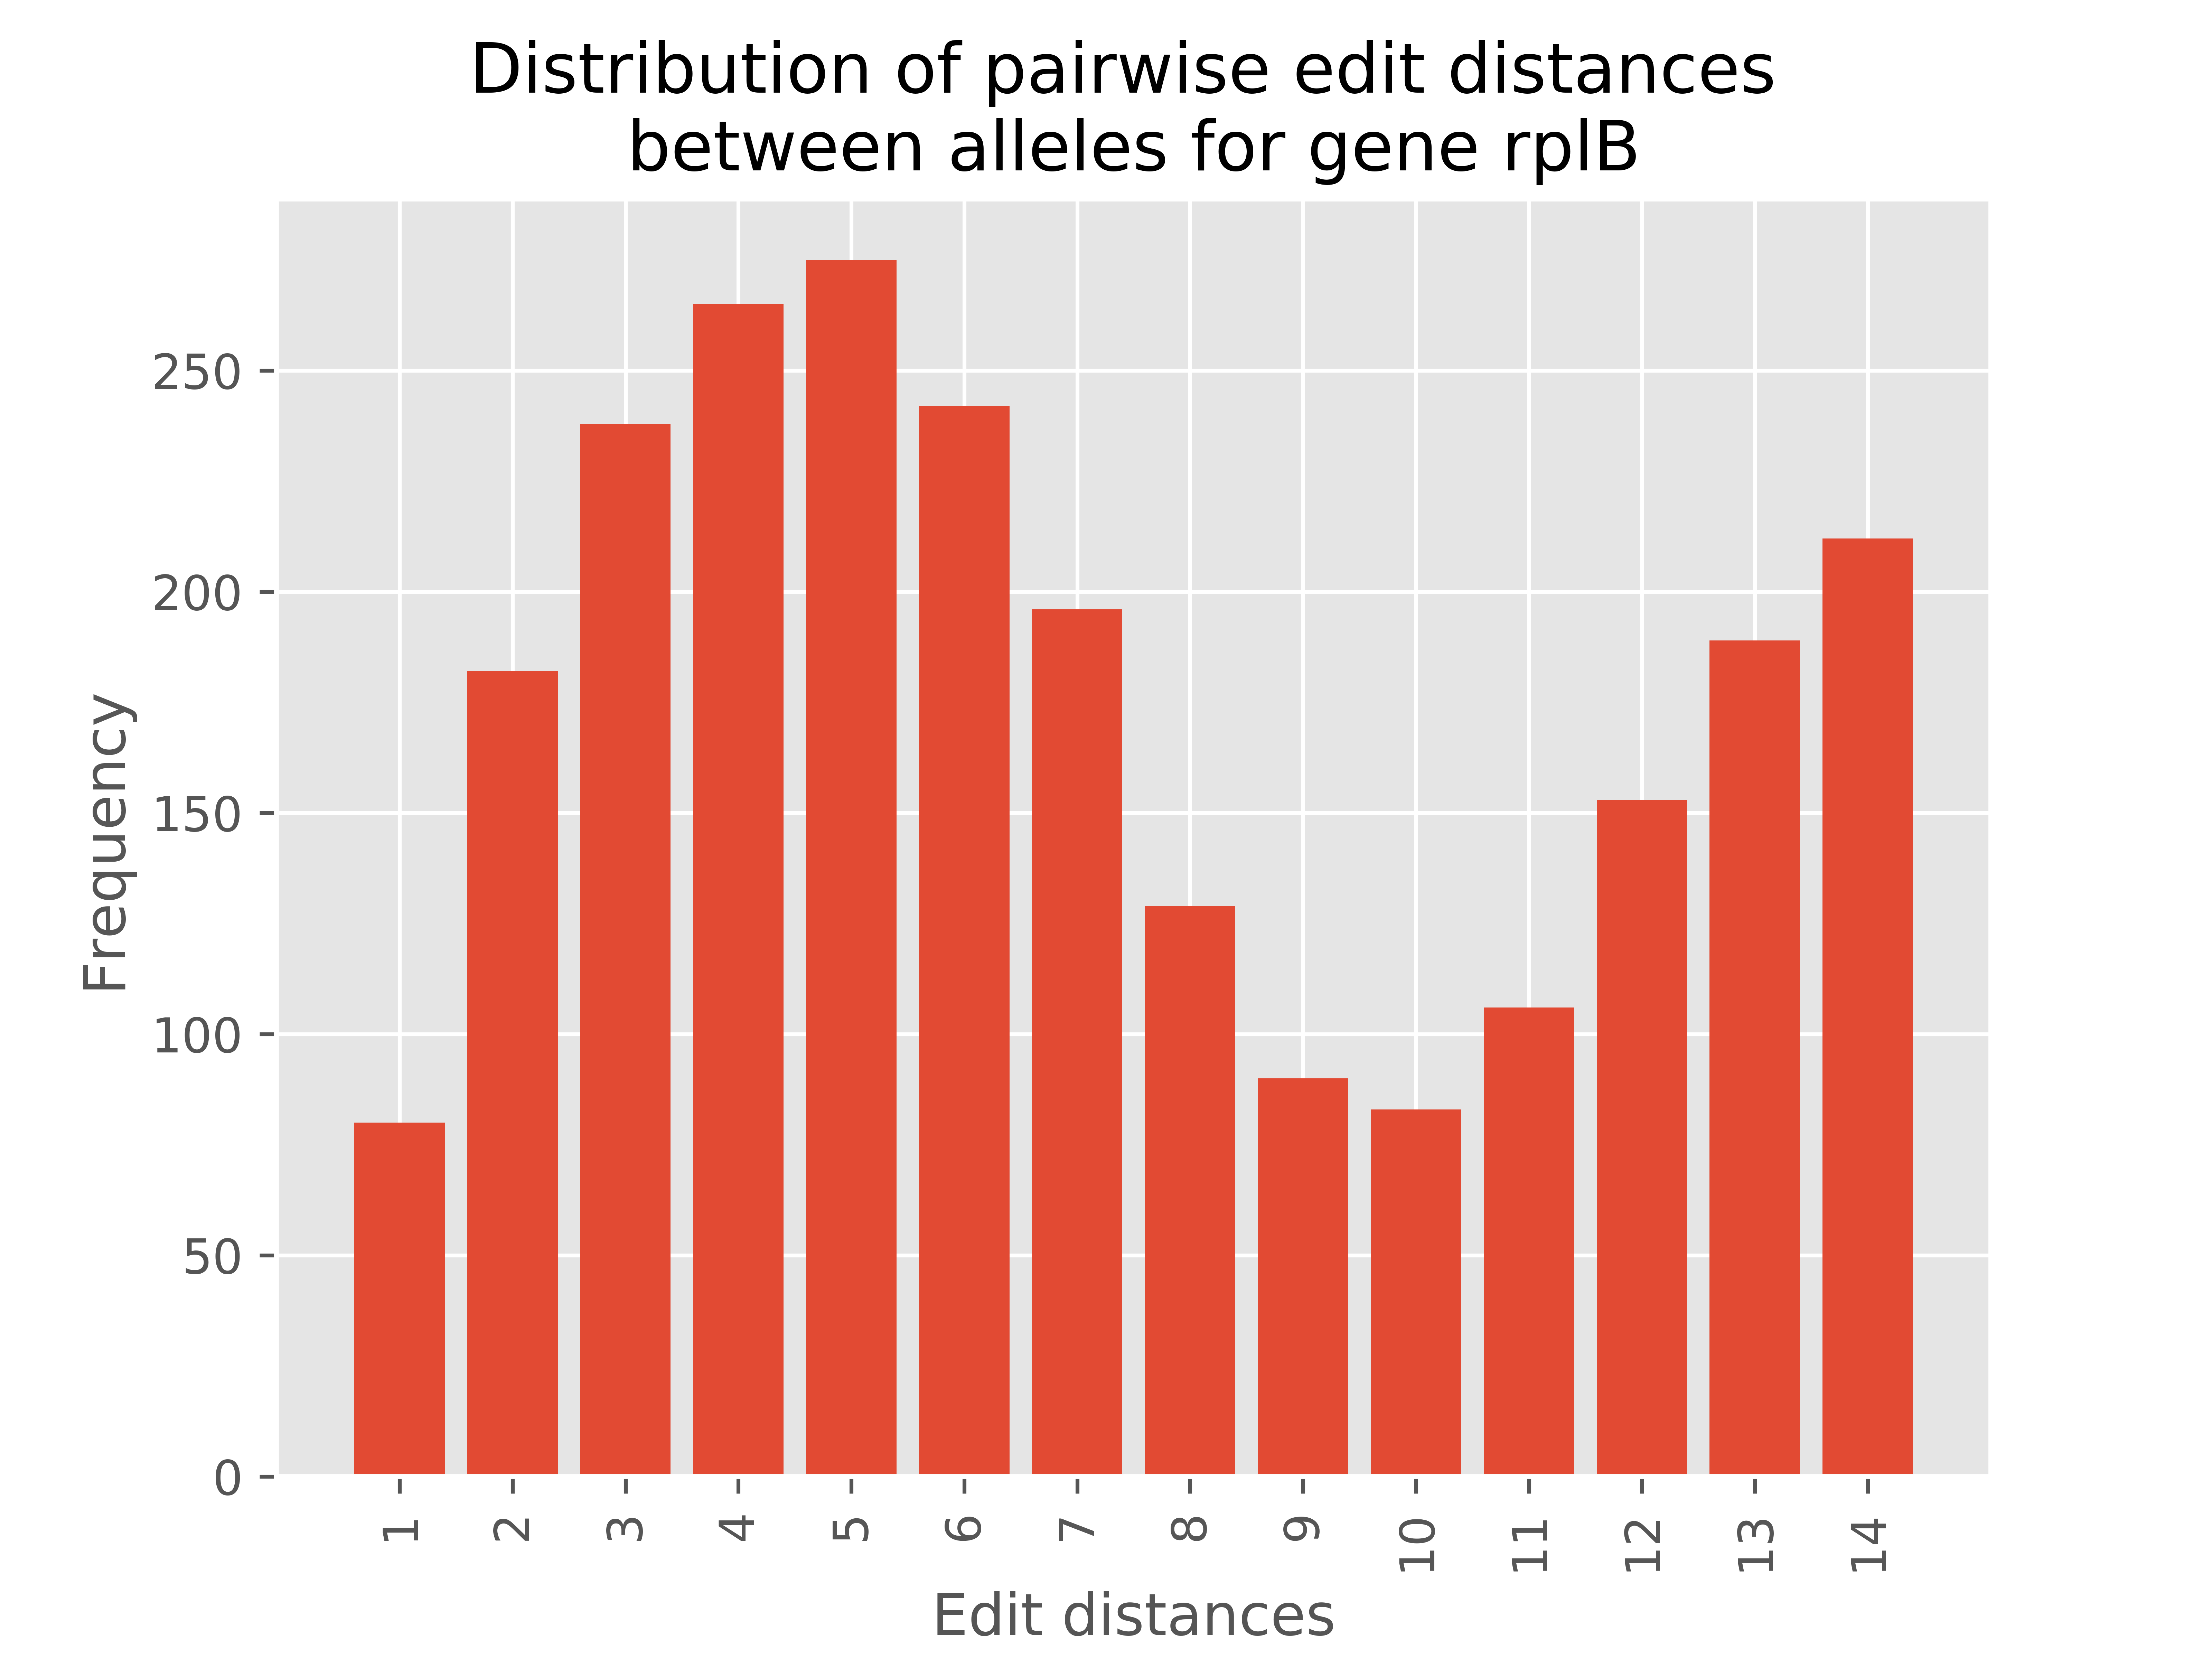 Distribution of pairwise edit distances
between alleles for gene rplB
250
200
150
100
50
0
Frequency
1 2 3 4 5 6 7 8 9 10 11 12 13 14
Edit distances